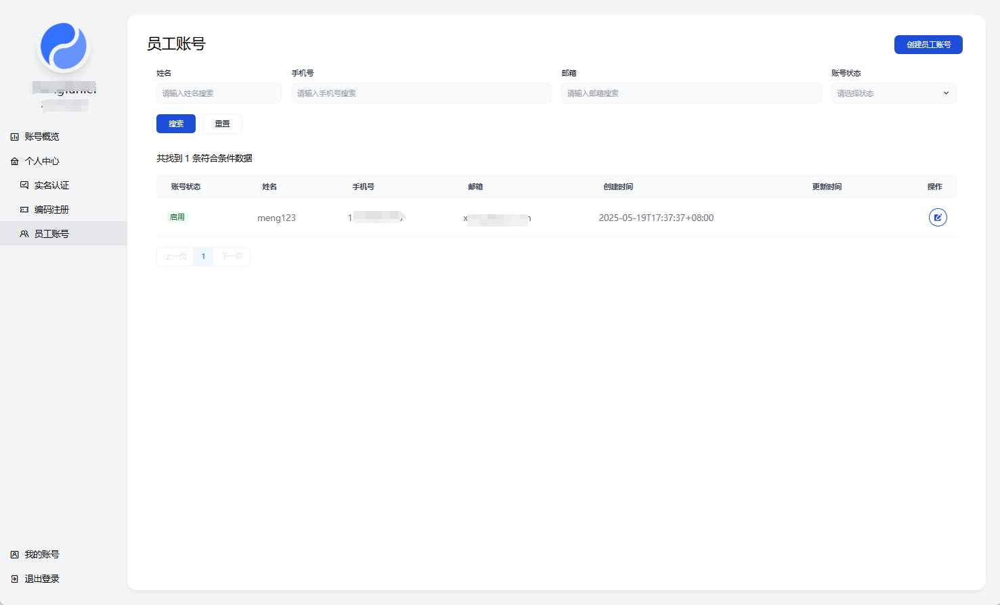 账号概览
个人中心
实名认证
编码注册
员工账号
我的账号
退出登录
员工账号
创建员工账号
姓名 手机号 邮箱 账号状态
请输入姓名搜索 请输入手机号搜索 请输入邮箱搜索 请选择状态
搜索 重置
共找到 1 条符合条件数据
账号状态 姓名 手机号 邮箱 创建时间 更新时间 操作
启用 meng123 2025-05-19T17:37:37+08:00
上一页 1 下一页